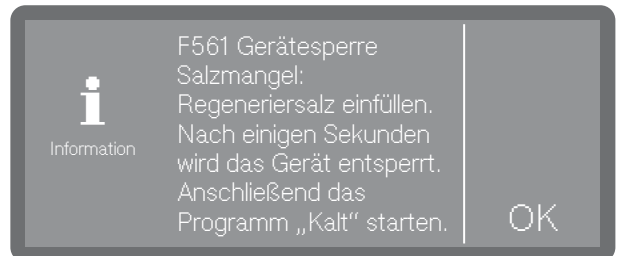 F561 Gerätesperre
Salzmangel:
Regeneriersalz einfüllen.
Nach einigen Sekunden
wird das Gerät entsperrt.
Anschließend das
Programm „Kalt“ starten.
Information
OK